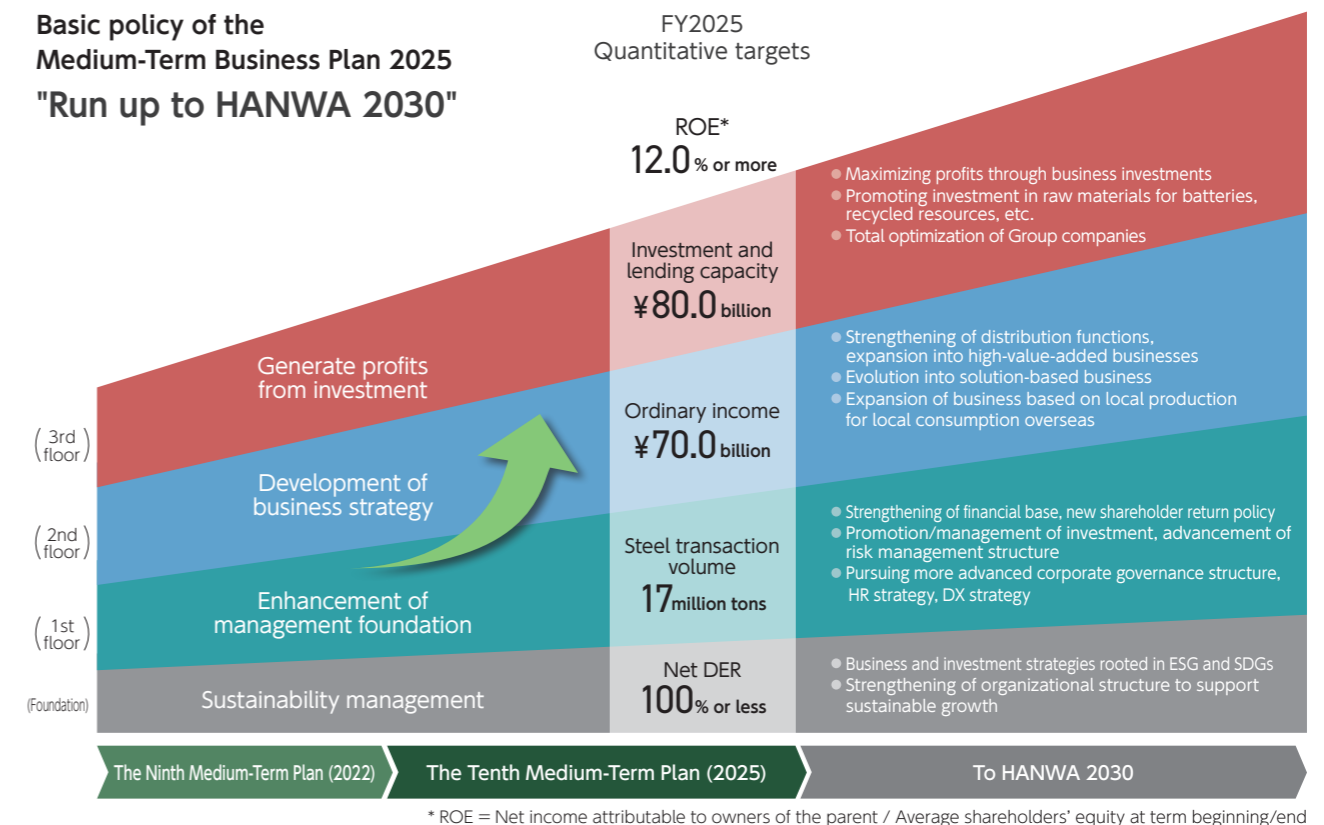 Basic policy of the
Medium-Term Business Plan 2025
"Run up to HANWA 2030"
FY2025
Quantitative targets
ROE*
12.0 % or more
Investment and
lending capacity
¥80.0 billion
Ordinary income
¥70.0 billion
Steel transaction
volume
17 million tons
Net DER
100% or less
(3rd
floor)
Generate profits
from investment
● Maximizing profits through business investments
● Promoting investment in raw materials for batteries,
recycled resources, etc.
● Total optimization of Group companies
(2nd
floor)
Development of
business strategy
● Strengthening of distribution functions,
expansion into high-value-added businesses
● Evolution into solution-based business
● Expansion of business based on local production
for local consumption overseas
(1st
floor)
Enhancement of
management foundation
● Strengthening of financial base, new shareholder return policy
● Promotion/management of investment, advancement of
risk management structure
● Pursuing more advanced corporate governance structure,
HR strategy, DX strategy
(Foundation)
Sustainability management
● Business and investment strategies rooted in ESG and SDGs
● Strengthening of organizational structure to support
sustainable growth
The Ninth Medium-Term Plan (2022)
The Tenth Medium-Term Plan (2025)
To HANWA 2030
* ROE = Net income attributable to owners of the parent / Average shareholders' equity at term beginning/end